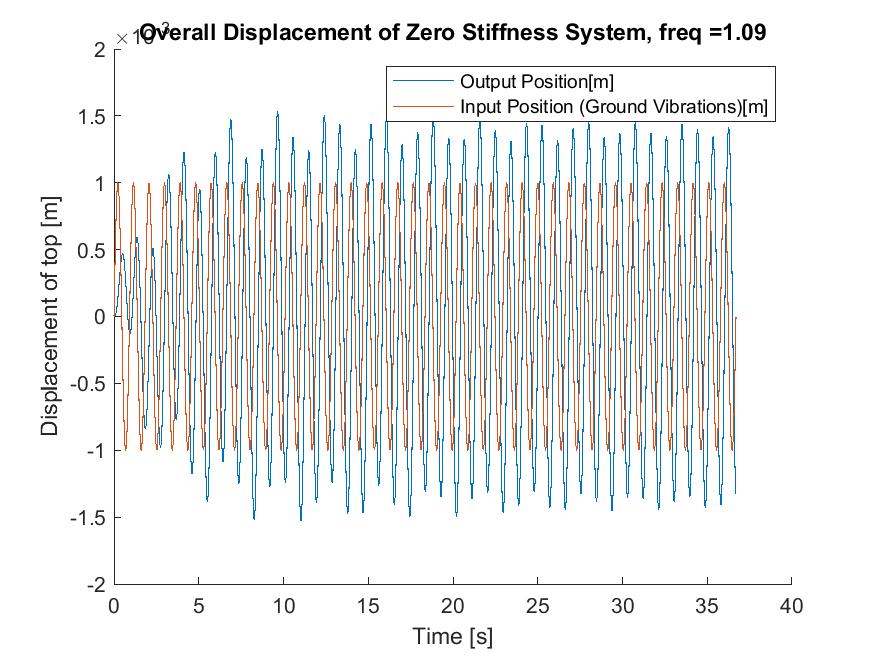 ×10-3
Overall Displacement of Zero Stiffness System, freq =1.09
Output Position[m]
Input Position (Ground Vibrations)[m]
Displacement of top [m]
2
1.5
1
0.5
0
-0.5
-1
-1.5
-2
0 5 10 15 20 25 30 35 40
Time [s]